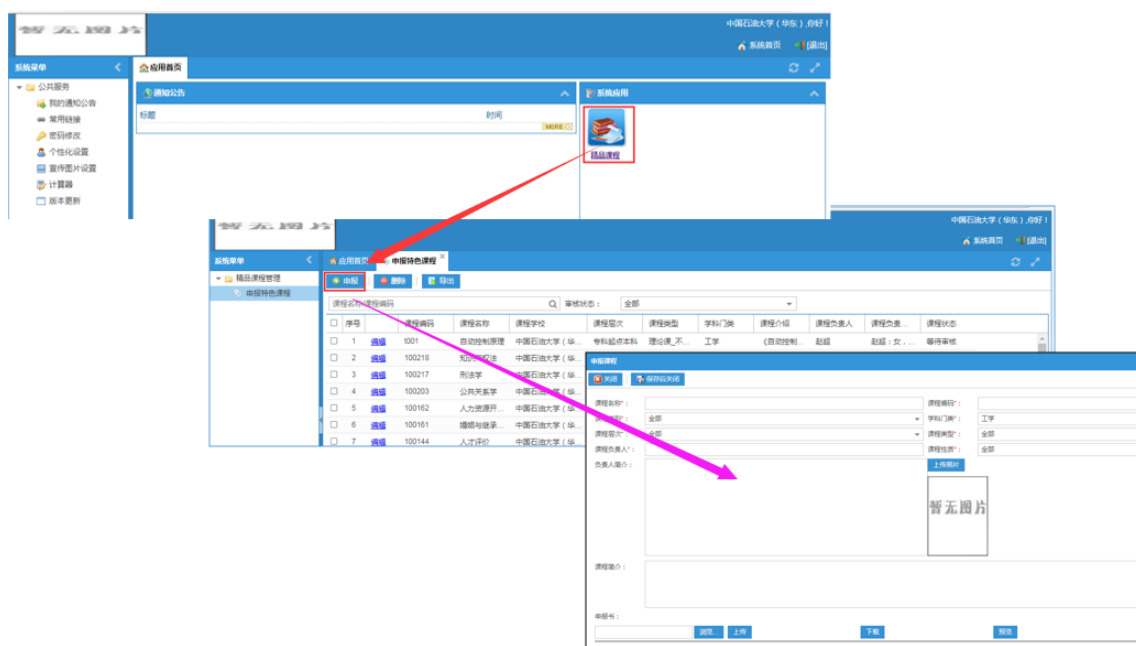 暂无图片
中国石油大学(华东),你好!
系统首页 [退出]
系统菜单 应用首页
公共服务
我的通知公告
常用链接
密码修改
个性化设置
宣传图片设置
计算器
版本更新
通知公告
标题 时间
MORE
系统应用
精品课程
暂无图片
中国石油大学(华东),你好!
系统首页 [退出]
系统菜单 应用首页 申报特色课程
精品课程管理
申报特色课程
申报 删除 导出
课程名称/课程编码 审核状态: 全部
序号 课程编码 课程名称 课程学校 课程层次 课程类型 学科门类 课程介绍 课程负责人 课程负责... 课程状态
1 编辑 t001 自动控制原理 中国石油大学(华... 专科起点本科 理论课_不... 工学 《自动控制... 赵超 赵超:女,... 等待审核
2 编辑 100218 知识产权法 中国石油大学(华...
3 编辑 100217 刑法学 中国石油大学(华...
4 编辑 100203 公共关系学 中国石油大学(华...
5 编辑 100162 人力资源开... 中国石油大学(华...
6 编辑 100161 婚姻与继承... 中国石油大学(华...
7 编辑 100144 人才评价 中国石油大学(华...
申报课程
关闭 保存后关闭
课程名称*: 课程编码*:
全部 学科门类*: 工学
课程层次*: 全部 课程类型*: 全部
课程负责人*: 课程性质*: 全部
负责人简介: 上传照片
暂无图片
课程简介:
申报书:
浏览... 上传 下载 预览